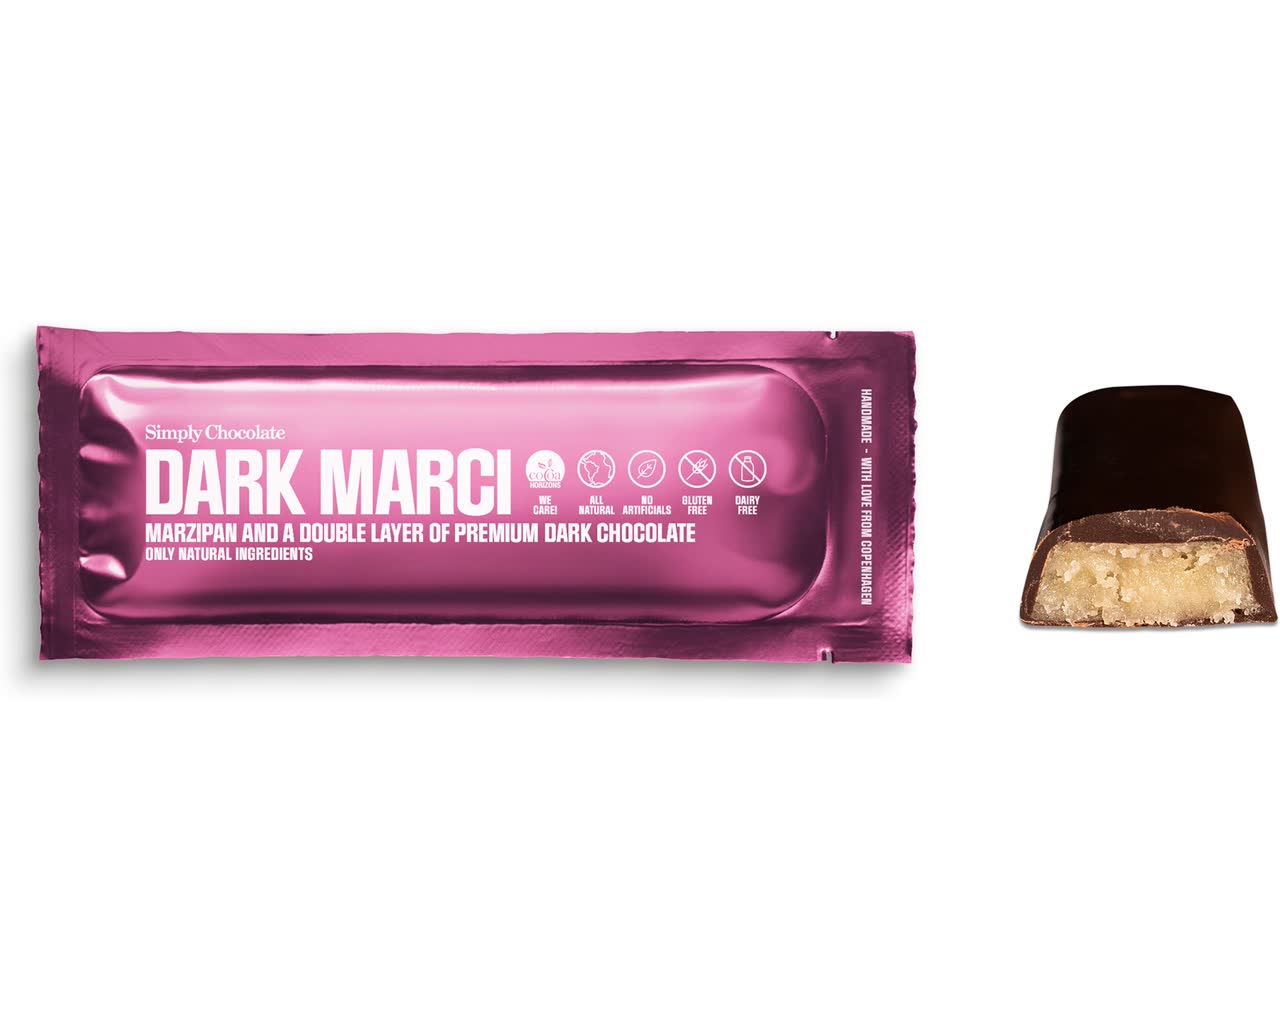 Simply Chocolate
DARK MARCI
cocoa
HORIZONS
WE
CARE!
ALL
NATURAL
NO
ARTIFICIALS
GLUTEN
FREE
DAIRY
FREE
MARZIPAN AND A DOUBLE LAYER OF PREMIUM DARK CHOCOLATE
ONLY NATURAL INGREDIENTS
HANDMADE - WITH LOVE FROM COPENHAGEN